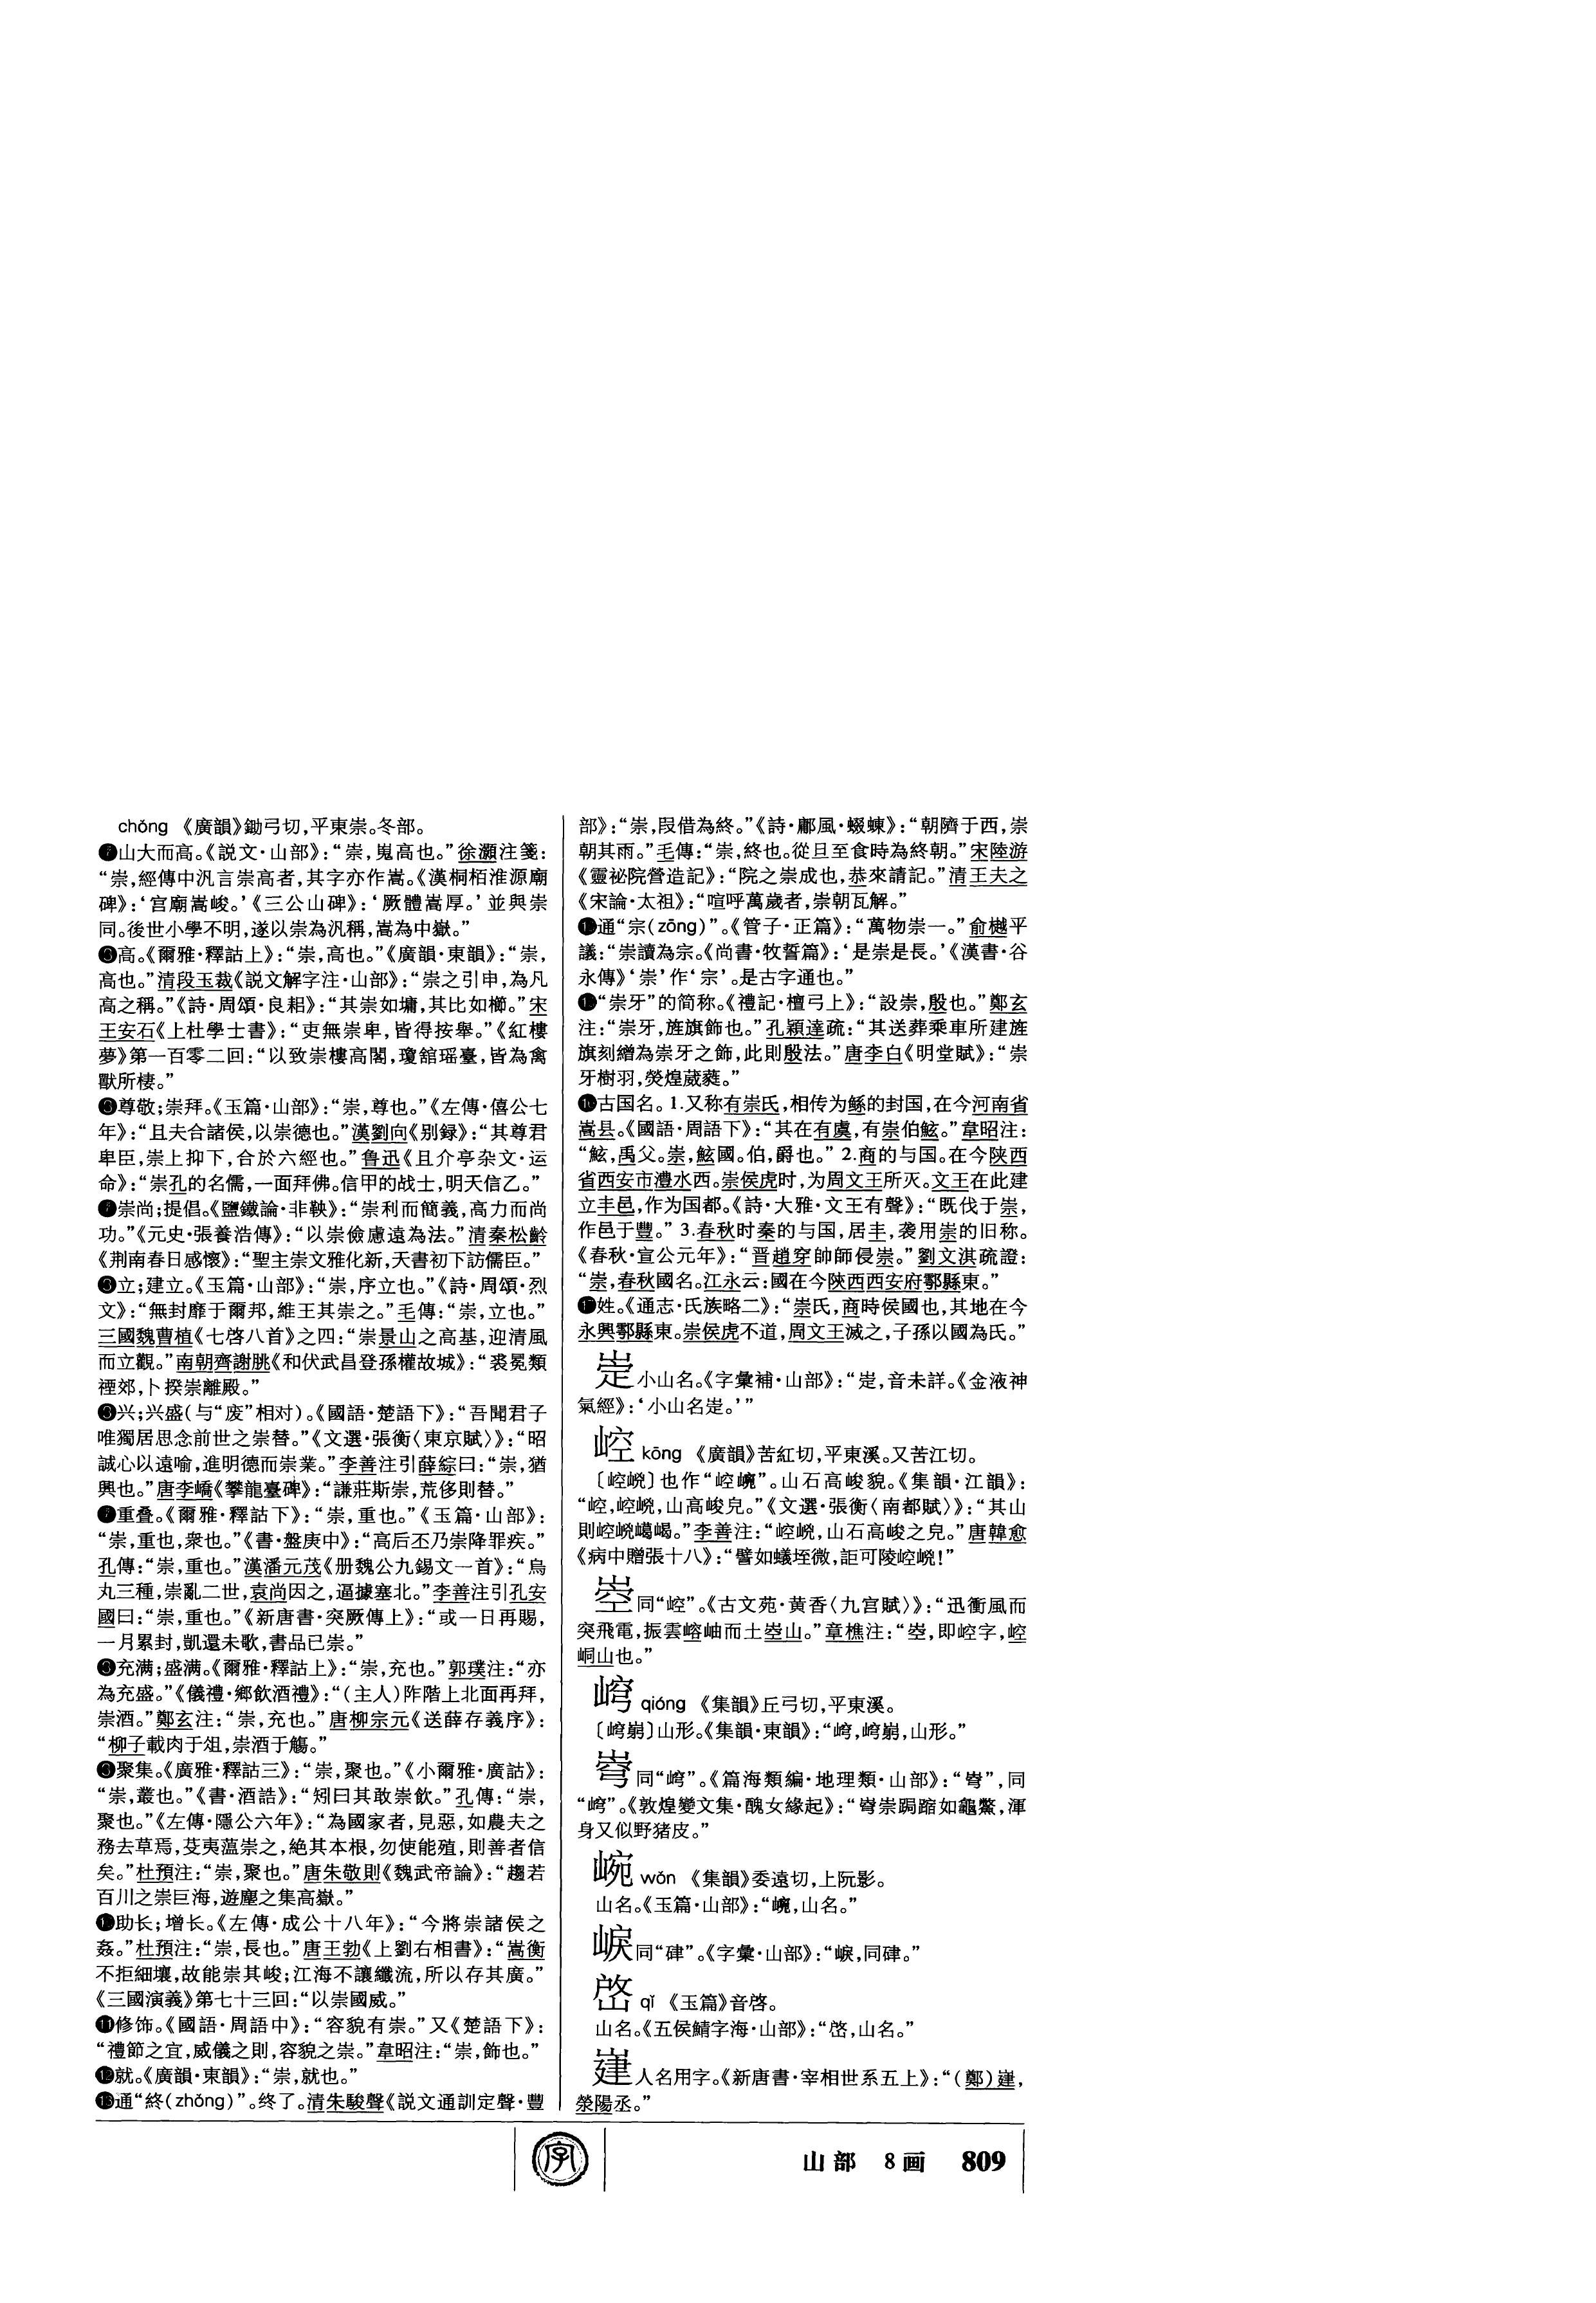 chǒng 《廣韻》鋤弓切,平東崇。冬部。
❼山大而高。《説文·山部》:“崇,嵬高也。”徐灝注箋:
“崇,經傳中汎言崇高者,其字亦作嵩。《漢桐栢淮源廟
碑》:‘宫廟嵩峻。’《三公山碑》:‘厥體嵩厚。’並與崇
同。後世小學不明,遂以崇為汎稱,嵩為中嶽。”
❸高。《爾雅·釋詁上》:“崇,高也。”《廣韻·東韻》:“崇,
高也。”清段玉裁《説文解字注·山部》:“崇之引申,為凡
高之稱。”《詩·周頌·良耜》:“其崇如墉,其比如櫛。”宋
王安石《上杜學士書》:“吏無崇卑,皆得按舉。”《紅樓
夢》第一百零二回:“以致崇樓高閣,瓊舘瑶臺,皆為禽
獸所棲。”
❸尊敬;崇拜。《玉篇·山部》:“崇,尊也。”《左傳·僖公七
年》:“且夫合諸侯,以崇德也。”漢劉向《别録》:“其尊君
卑臣,崇上抑下,合於六經也。”鲁迅《且介亭杂文·运
命》:“崇孔的名儒,一面拜佛。信甲的战士,明天信乙。”
❼崇尚;提倡。《鹽鐵論·非鞅》:“崇利而簡義,高力而尚
功。”《元史·張養浩傳》:“以崇儉慮遠為法。”清秦松齡
《荆南春日感懷》:“聖主崇文雅化新,天書初下訪儒臣。”
❸立;建立。《玉篇·山部》:“崇,序立也。”《詩·周頌·烈
文》:“無封靡于爾邦,維王其崇之。”毛傳:“崇,立也。”
三國魏曹植《七啓八首》之四:“崇景山之高基,迎清風
而立觀。”南朝齊謝朓《和伏武昌登孫權故城》:“裘冕類
禋郊,卜揆崇離殿。”
❸兴;兴盛(与“废”相对)。《國語·楚語下》:“吾聞君子
唯獨居思念前世之崇替。”《文選·張衡〈東京賦〉》:“昭
誠心以遠喻,進明德而崇業。”李善注引薛綜曰:“崇,猶
興也。”唐李嶠《攀龍臺碑》:“謙莊斯崇,荒侈則替。”
❼重叠。《爾雅·釋詁下》:“崇,重也。”《玉篇·山部》:
“崇,重也,衆也。”《書·盤庚中》:“高后丕乃崇降罪疾。”
孔傳:“崇,重也。”漢潘元茂《册魏公九錫文一首》:“烏
丸三種,崇亂二世,袁尚因之,逼據塞北。”李善注引孔安
國曰:“崇,重也。”《新唐書·突厥傳上》:“或一日再賜,
一月累封,凱還未歌,書品已崇。”
❸充满;盛满。《爾雅·釋詁上》:“崇,充也。”郭璞注:“亦
為充盛。”《儀禮·鄉飲酒禮》:“(主人)阼階上北面再拜,
崇酒。”鄭玄注:“崇,充也。”唐柳宗元《送薛存義序》:
“柳子載肉于俎,崇酒于觴。”
❸聚集。《廣雅·釋詁三》:“崇,聚也。”《小爾雅·廣詁》:
“崇,叢也。”《書·酒誥》:“矧曰其敢崇飲。”孔傳:“崇,
聚也。”《左傳·隱公六年》:“為國家者,見惡,如農夫之
務去草焉,芟夷藴崇之,絶其本根,勿使能殖,則善者信
矣。”杜預注:“崇,聚也。”唐朱敬則《魏武帝論》:“趨若
百川之崇巨海,遊塵之集高嶽。”
助长;增长。《左傳·成公十八年》:“今將崇諸侯之
姦。”杜預注:“崇,長也。”唐王勃《上劉右相書》:“嵩衡
不拒細壤,故能崇其峻;江海不讓纖流,所以存其廣。”
《三國演義》第七十三回:“以崇國威。”
⓫修饰。《國語·周語中》:“容貌有崇。”又《楚語下》:
“禮節之宜,威儀之則,容貌之崇。”韋昭注:“崇,飾也。”
⓬就。《廣韻·東韻》:“崇,就也。”
⓭通“終(zhǒng)”。终了。清朱駿聲《説文通訓定聲·豐
部》:“崇,叚借為終。”《詩·鄘風·蝃蝀》:“朝隮于西,崇
朝其雨。”毛傳:“崇,終也。從旦至食時為終朝。”宋陸游
《靈祕院營造記》:“院之崇成也,恭來請記。”清王夫之
《宋論·太祖》:“喧呼萬歲者,崇朝瓦解。”
通“宗(zōng)”。《管子·正篇》:“萬物崇一。”俞樾平
議:“崇讀為宗。《尚書·牧誓篇》:‘是崇是長。’《漢書·谷
永傳》‘崇’作‘宗’。是古字通也。”
“崇牙”的简称。《禮記·檀弓上》:“設崇,殷也。”鄭玄
注:“崇牙,旌旗飾也。”孔穎達疏:“其送葬乘車所建旌
旗刻繒為崇牙之飾,此則殷法。”唐李白《明堂賦》:“崇
牙樹羽,熒煌葳蕤。”
古国名。1.又称有崇氏,相传为鲧的封国,在今河南省
嵩县。《國語·周語下》:“其在有虞,有崇伯鮌。”韋昭注:
“鮌,禹父。崇,鮌國。伯,爵也。” 2.商的与国。在今陕西
省西安市澧水西。崇侯虎时,为周文王所灭。文王在此建
立丰邑,作为国都。《詩·大雅·文王有聲》:“既伐于崇,
作邑于豐。” 3.春秋时秦的与国,居丰,袭用崇的旧称。
《春秋·宣公元年》:“晋趙穿帥師侵崇。”劉文淇疏證:
“崇,春秋國名。江永云:國在今陝西西安府鄠縣東。”
姓。《通志·氏族略二》:“崇氏,商時侯國也,其地在今
永興鄠縣東。崇侯虎不道,周文王滅之,子孫以國為氏。”
崼小山名。《字彙補·山部》:“崼,音未詳。《金液神
氣經》:‘小山名崼。’”
崆 kōng 《廣韻》苦紅切,平東溪。又苦江切。
〔崆㟅〕也作“崆㟅”。山石高峻貌。《集韻·江韻》:
“崆,崆㟅,山高峻皃。”《文選·張衡〈南都賦〉》:“其山
則崆㟅嶱嵑。”李善注:“崆㟅,山石高峻之皃。”唐韓愈
《病中贈張十八》:“譬如蟻垤微,詎可陵崆㟅!”
崆同“崆”。《古文苑·黃香〈九宫賦〉》:“迅衝風而
突飛電,振雲嵱岫而土崆山。”章樵注:“崆,即崆字,崆
峒山也。”
㟒 qióng 《集韻》丘弓切,平東溪。
〔㟒㟧〕山形。《集韻·東韻》:“㟒,㟒㟧,山形。”
同“㟒”。《篇海類編·地理類·山部》:“,同
“㟒”。《敦煌變文集·醜女緣起》:“崇跼蹜如龜鱉,渾
身又似野猪皮。”
㟶 wǒn 《集韻》委遠切,上阮影。
山名。《玉篇·山部》:“㟶,山名。”
㟳同“硉”。《字彙·山部》:“㟳,同硉。”
啔 qǐ 《玉篇》音啓。
山名。《五侯鯖字海·山部》:“,山名。”
人名用字。《新唐書·宰相世系五上》:“(鄭),
滎陽丞。”
山部 8画 809
字